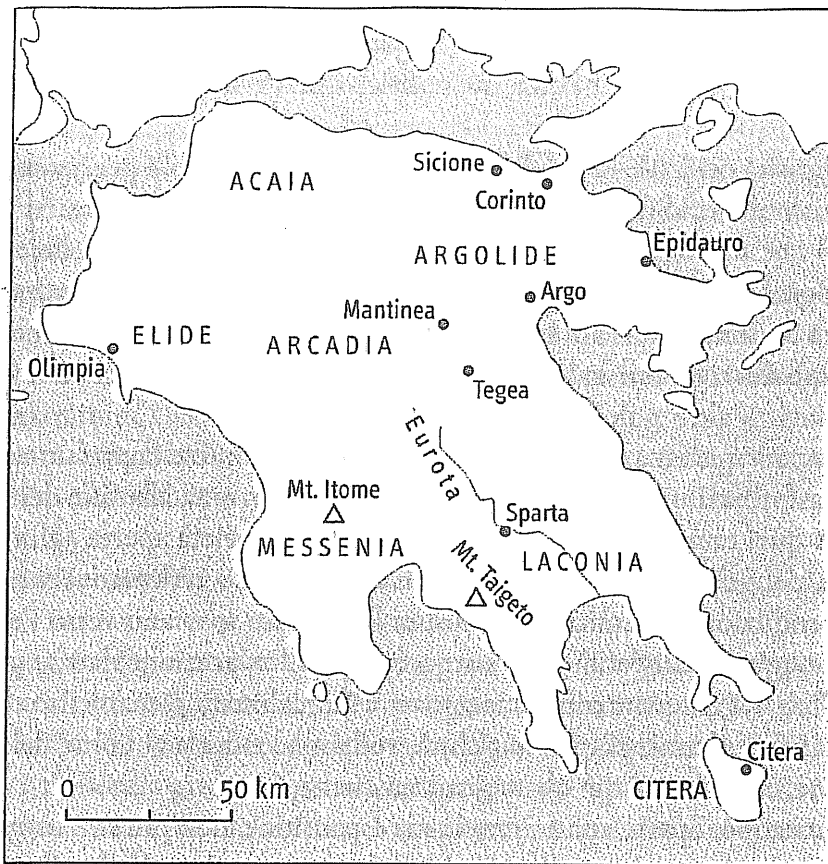 Sicione
ACAIA
Corinto
Epidauro
ARGOLIDE
Argo
Mantinea
ELIDE
ARCADIA
Olimpia
Tegea
Eurota
Mt. Itome
Sparta
MESSENIA
LACONIA
Mt. Taigeto
Citera
0 50 km
CITERA